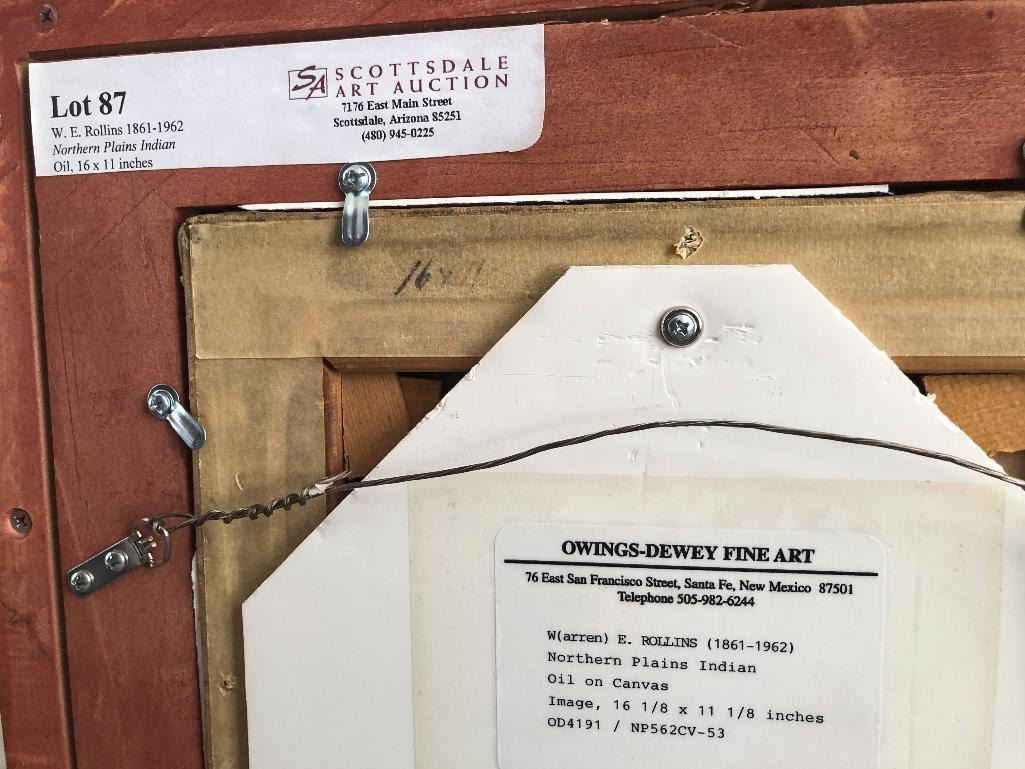 Lot 87
W. E. Rollins 1861-1962
Northern Plains Indian
Oil, 16 x 11 inches
SA SCOTTSDALE
ART AUCTION
7176 East Main Street
Scottsdale, Arizona 85251
(480) 945-0225
16 x 11
OWINGS-DEWEY FINE ART
76 East San Francisco Street, Santa Fe, New Mexico 87501
Telephone 505-982-6244
W(arren) E. ROLLINS (1861-1962)
Northern Plains Indian
Oil on Canvas
Image, 16 1/8 x 11 1/8 inches
OD4191 / NP562CV-53